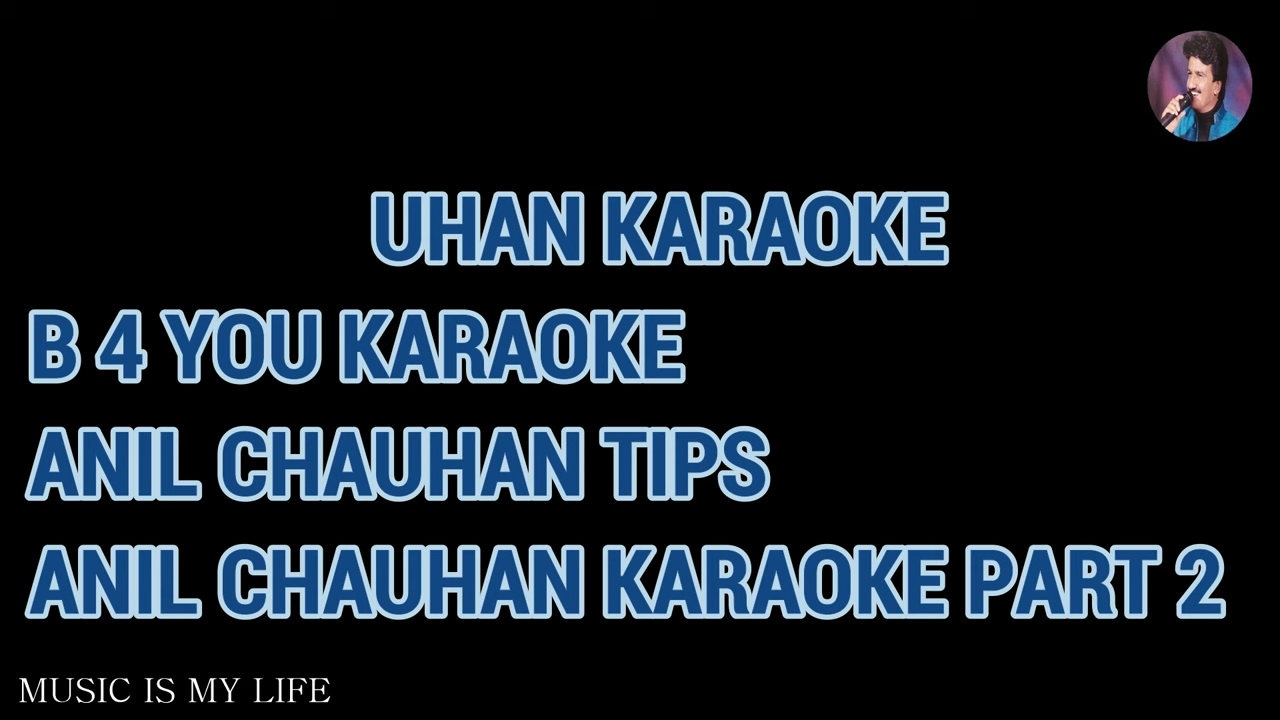 UHAN KARAOKE
B 4 YOU KARAOKE
ANIL CHAUHAN TIPS
ANIL CHAUHAN KARAOKE PART 2
MUSIC IS MY LIFE